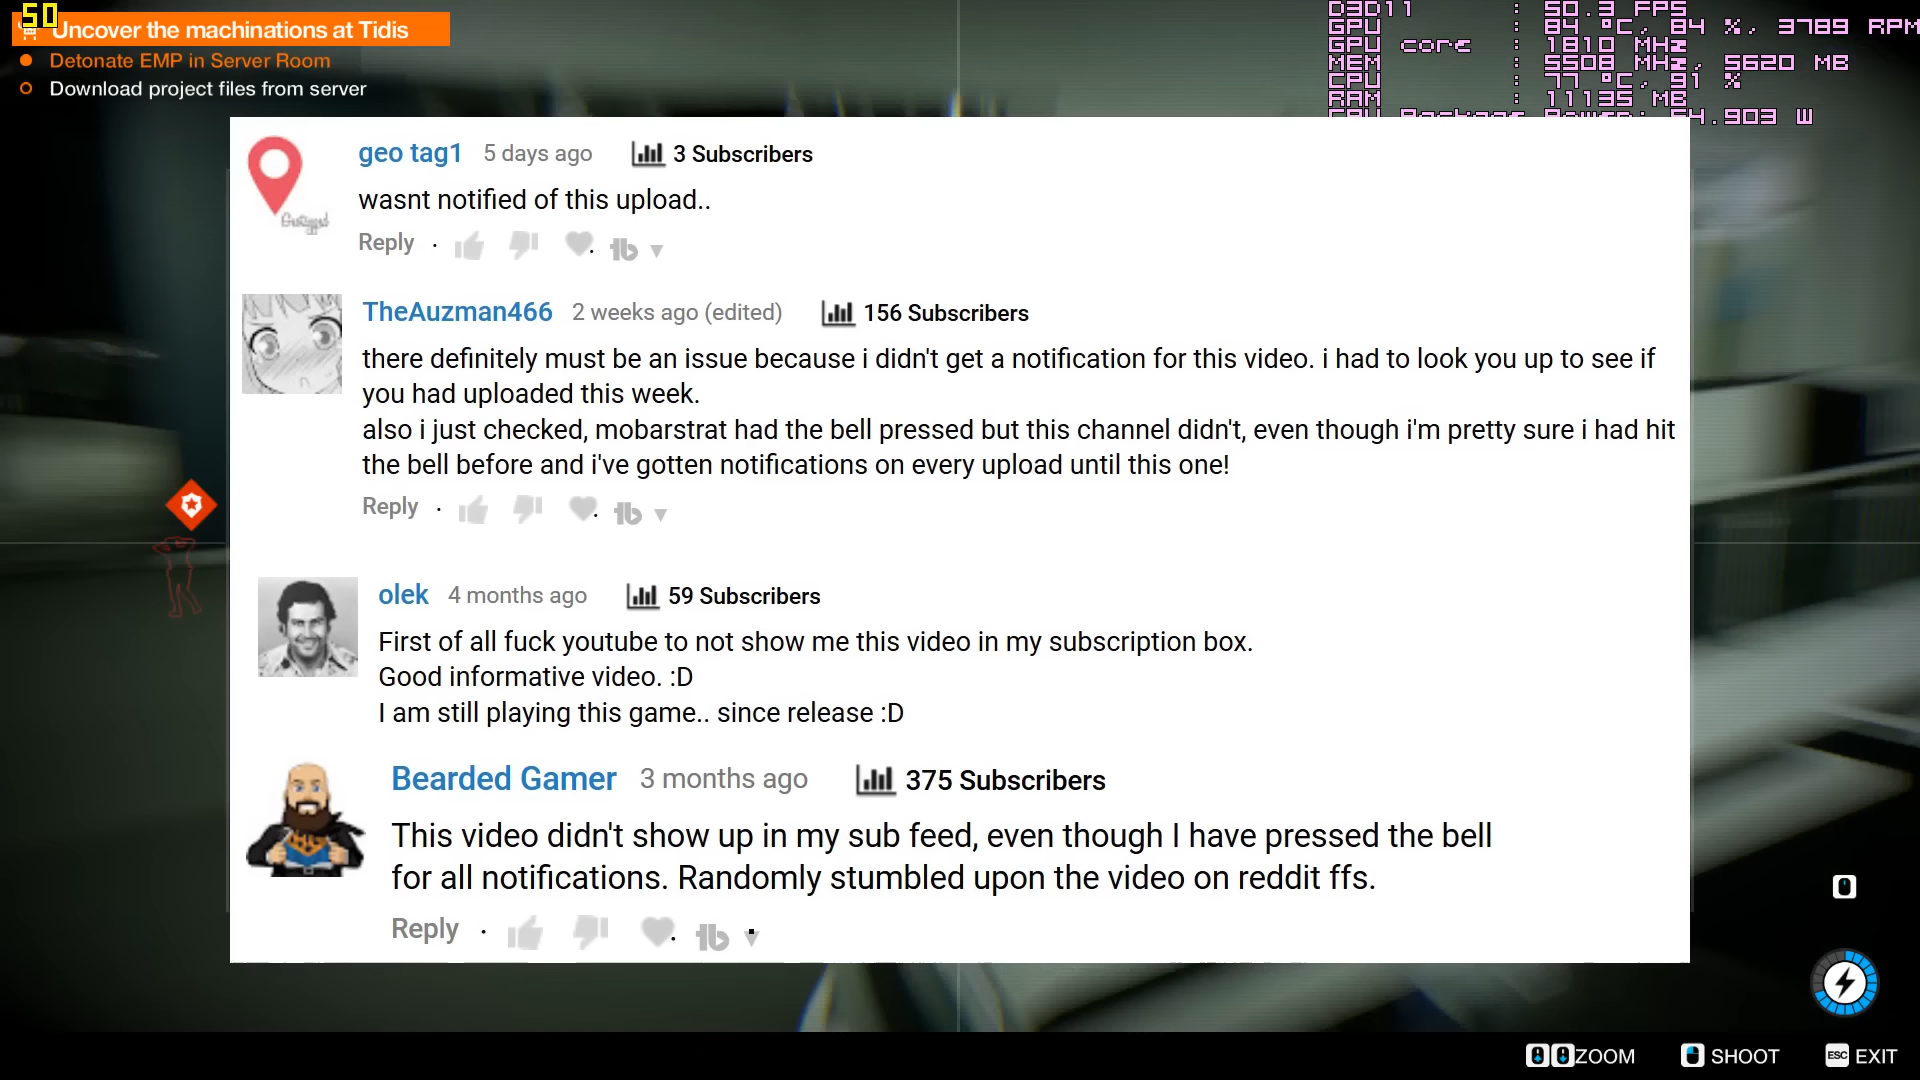 50
Uncover the machinations at Tidis
Detonate EMP in Server Room
Download project files from server
D3D11 : 50.3 FPS
GPU : 84 °C, 84 %, 3789 RPM
GPU core : 1810 MHz
MEM : 5508 MHz, 5620 MB
CPU : 77 °C, 91 %
RAM : 11135 MB
CPU Package Power: 64.903 W
geo tag1 5 days ago 3 Subscribers
wasnt notified of this upload..
Reply
TheAuzman466 2 weeks ago (edited) 156 Subscribers
there definitely must be an issue because i didn't get a notification for this video. i had to look you up to see if
you had uploaded this week.
also i just checked, mobarstrat had the bell pressed but this channel didn't, even though i'm pretty sure i had hit
the bell before and i've gotten notifications on every upload until this one!
Reply
olek 4 months ago 59 Subscribers
First of all fuck youtube to not show me this video in my subscription box.
Good informative video. :D
I am still playing this game.. since release :D
Bearded Gamer 3 months ago 375 Subscribers
This video didn't show up in my sub feed, even though I have pressed the bell
for all notifications. Randomly stumbled upon the video on reddit ffs.
Reply
ZOOM SHOOT ESC EXIT